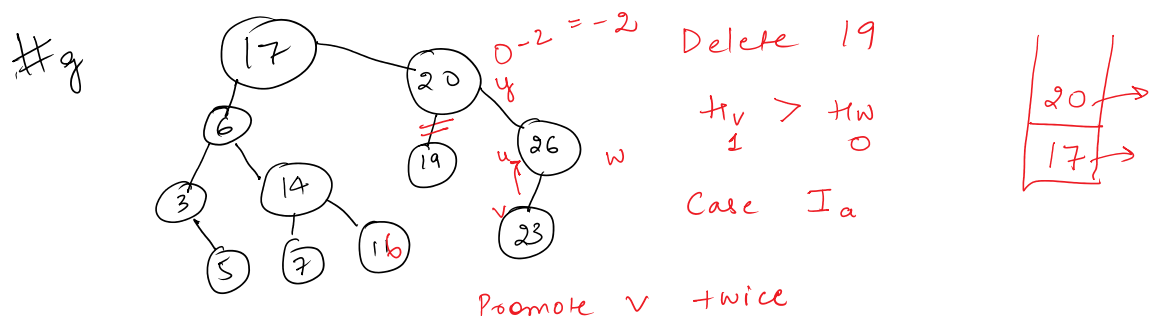 #g
17
20
0-2 = -2
y
Delete 19
6
19
26
u
w
Hv > Hw
1 0
20
17
3
14
v
23
Case Ia
5
7
16
Promote v twice